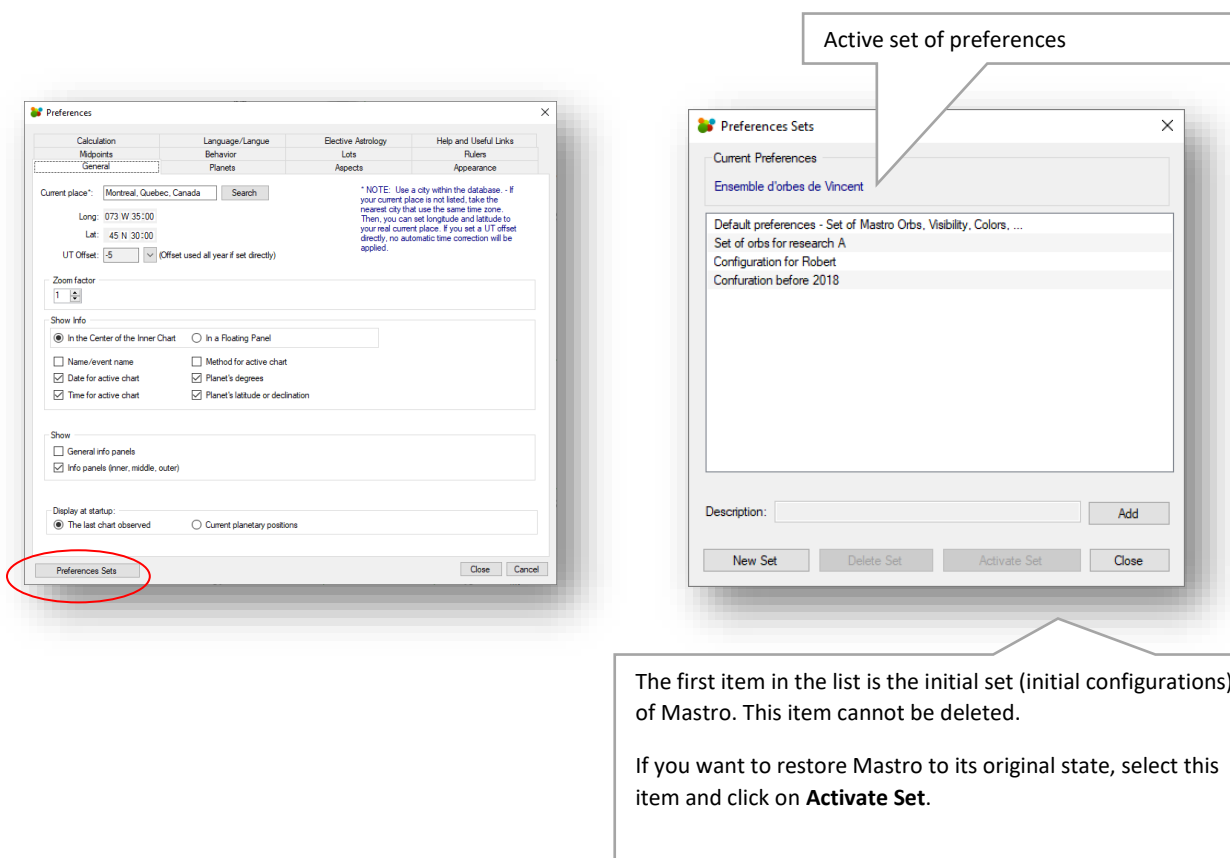 Active set of preferences
Preferences
Calculation Language/Langue Elective Astrology Help and Useful Links
Midpoints Behavior Lots Rulers
General Planets Aspects Appearance
Current place*: Montreal, Quebec, Canada Search
Long: 073 W 35:00
Lat: 45 N 30:00
UT Offset: -5 (Offset used all year if set directly)
* NOTE: Use a city within the database. - If
your current place is not listed, take the
nearest city that use the same time zone.
Then, you can set longitude and latitude to
your real current place. If you set a UT offset
directly, no automatic time correction will be
applied.
Zoom factor
1
Show Info
In the Center of the Inner Chart In a Floating Panel
Name/event name Method for active chart
Date for active chart Planet's degrees
Time for active chart Planet's latitude or declination
Show
General info panels
Info panels (inner, middle, outer)
Display at startup:
The last chart observed Current planetary positions
Preferences Sets Close Cancel
Preferences Sets
Current Preferences
Ensemble d'orbes de Vincent
Default preferences - Set of Mastro Orbs, Visibility, Colors, ...
Set of orbs for research A
Configuration for Robert
Confuration before 2018
Description: Add
New Set Delete Set Activate Set Close
The first item in the list is the initial set (initial configurations)
of Mastro. This item cannot be deleted.
If you want to restore Mastro to its original state, select this
item and click on Activate Set.